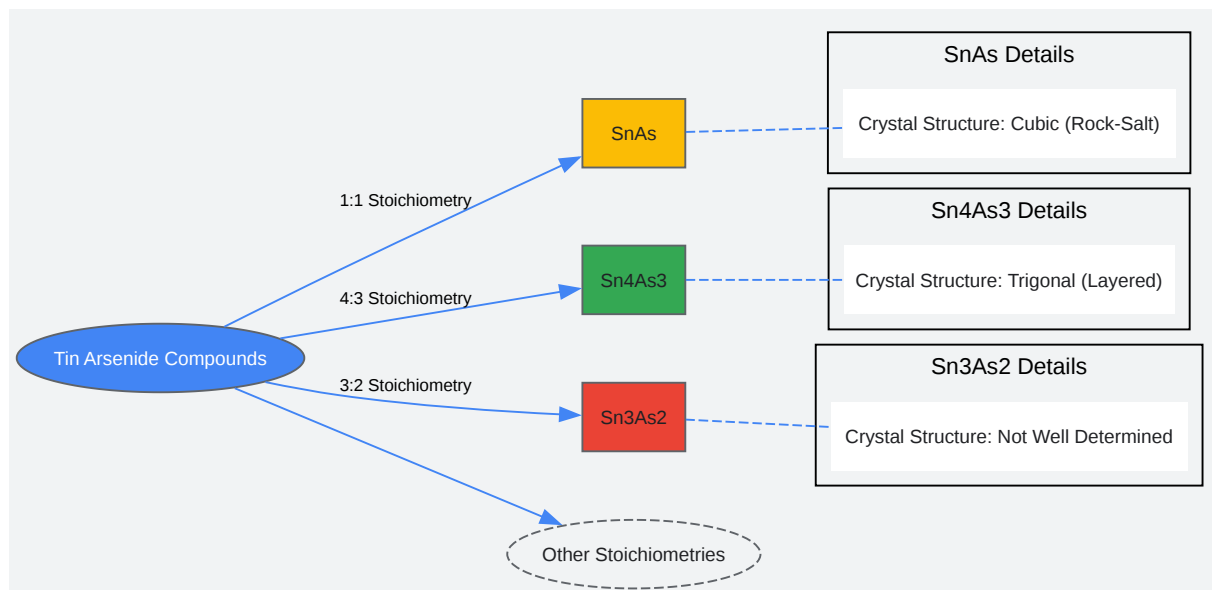 SnAs Details
Crystal Structure: Cubic (Rock-Salt)
SnAs
1:1 Stoichiometry
Sn4As3 Details
Crystal Structure: Trigonal (Layered)
Sn4As3
4:3 Stoichiometry
Tin Arsenide Compounds
Sn3As2 Details
3:2 Stoichiometry
Sn3As2
Crystal Structure: Not Well Determined
Other Stoichiometries